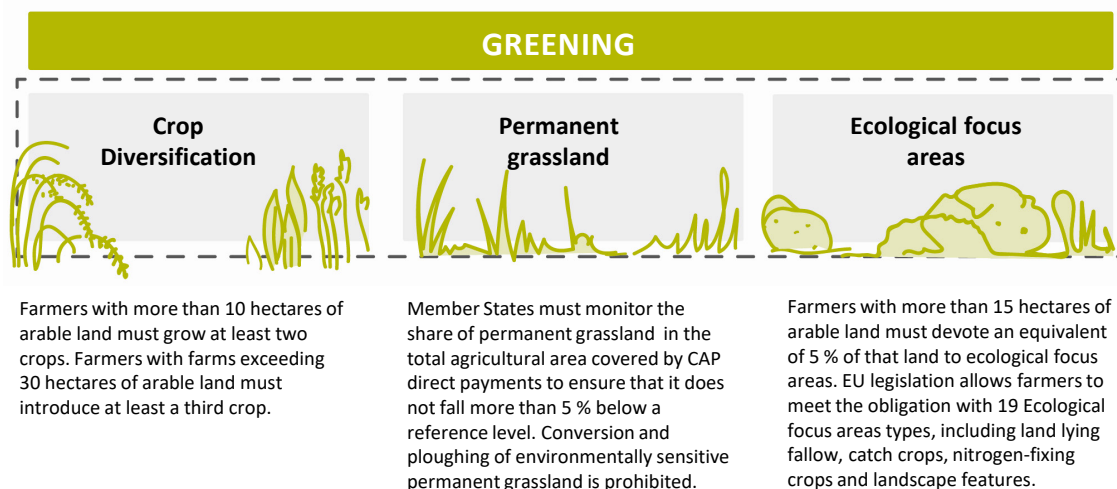 GREENING
Crop
Diversification
Farmers with more than 10 hectares of
arable land must grow at least two
crops. Farmers with farms exceeding
30 hectares of arable land must
introduce at least a third crop.
Permanent
grassland
Member States must monitor the
share of permanent grassland in the
total agricultural area covered by CAP
direct payments to ensure that it does
not fall more than 5 % below a
reference level. Conversion and
ploughing of environmentally sensitive
permanent grassland is prohibited.
Ecological focus
areas
Farmers with more than 15 hectares of
arable land must devote an equivalent
of 5 % of that land to ecological focus
areas. EU legislation allows farmers to
meet the obligation with 19 Ecological
focus areas types, including land lying
fallow, catch crops, nitrogen-fixing
crops and landscape features.